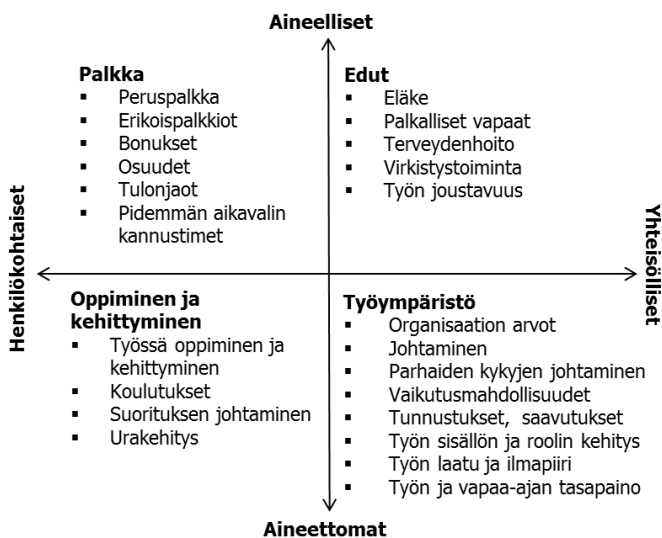 Aineelliset
Palkka
▪ Peruspalkka
▪ Erikoispalkkiot
▪ Bonukset
▪ Osuudet
▪ Tulonjaot
▪ Pidemmän aikavalin
kannustimet
Edut
▪ Eläke
▪ Palkalliset vapaat
▪ Terveydenhoito
▪ Virkistystoiminta
▪ Työn joustavuus
Henkilökohtaiset
Yhteisölliset
Oppiminen ja
kehittyminen
▪ Työssä oppiminen ja
kehittyminen
▪ Koulutukset
▪ Suorituksen johtaminen
▪ Urakehitys
Työympäristö
▪ Organisaation arvot
▪ Johtaminen
▪ Parhaiden kykyjen johtaminen
▪ Vaikutusmahdollisuudet
▪ Tunnustukset, saavutukset
▪ Työn sisällön ja roolin kehitys
▪ Työn laatu ja ilmapiiri
▪ Työn ja vapaa-ajan tasapaino
Aineettomat